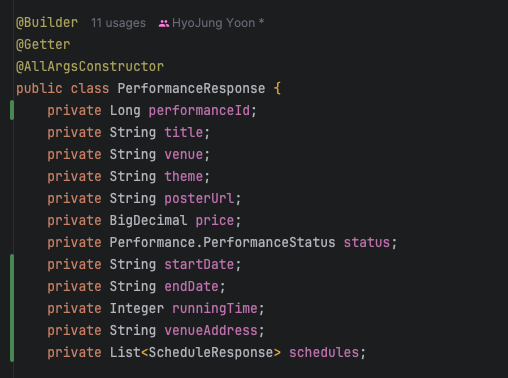 @Builder 11 usages HyoJung Yoon *
@Getter
@AllArgsConstructor
public class PerformanceResponse {
    private Long performanceId;
    private String title;
    private String venue;
    private String theme;
    private String posterUrl;
    private BigDecimal price;
    private Performance.PerformanceStatus status;
    private String startDate;
    private String endDate;
    private Integer runningTime;
    private String venueAddress;
    private List<ScheduleResponse> schedules;